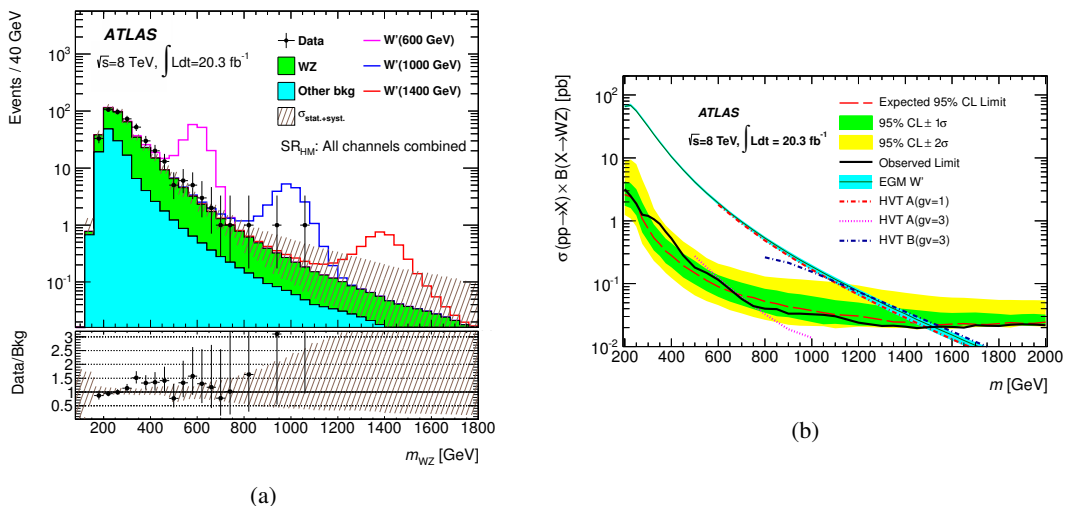 Events / 40 GeV
10⁵
10⁴
10³
10²
10
1
10⁻¹
ATLAS
√s=8 TeV, ∫Ldt=20.3 fb⁻¹
Data
WZ
Other bkg
σstat.+syst.
W'(600 GeV)
W'(1000 GeV)
W'(1400 GeV)
SR_HM: All channels combined
Data/Bkg
3
2.5
2
1.5
1
0.5
200 400 600 800 1000 1200 1400 1600 1800
m_WZ [GeV]
(a)
σ (pp→X) × B(X→WZ) [pb]
10²
10
1
10⁻¹
10⁻²
ATLAS
√s=8 TeV, ∫Ldt = 20.3 fb⁻¹
Expected 95% CL Limit
95% CL± 1σ
95% CL± 2σ
Observed Limit
EGM W'
HVT A(gv=1)
HVT A(gv=3)
HVT B(gv=3)
200 400 600 800 1000 1200 1400 1600 1800 2000
m [GeV]
(b)